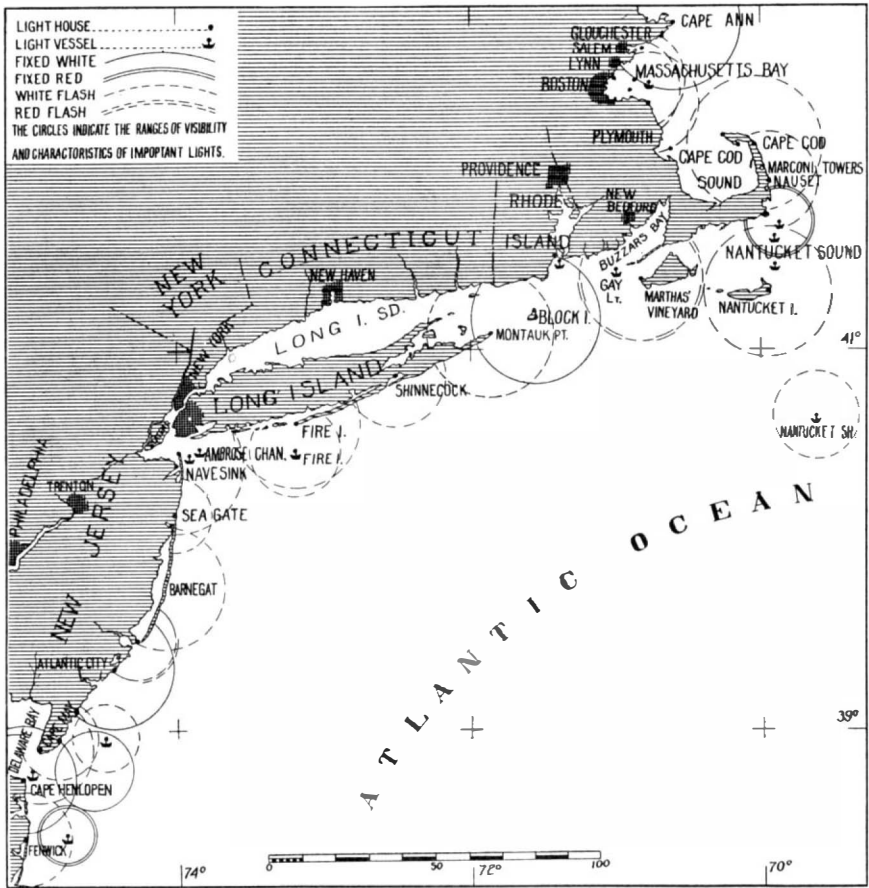 LIGHT HOUSE
LIGHT VESSEL
FIXED WHITE
FIXED RED
WHITE FLASH
RED FLASH
THE CIRCLES INDICATE THE RANGES OF VISIBILITY
AND CHARACTERISTICS OF IMPOPTANT LIGHTS.
CAPE ANN
GLOUCHESTER
SALEM
LYNN
BOSTON
MASSACHUSETTS BAY
PLYMOUTH
CAPE COD
SOUND
CAPE COD
MARCONI TOWERS
NAUSET
PROVIDENCE
RHODE
ISLAND
NEW
BEDFORD
BUZZARS BAY
NANTUCKET SOUND
GAY
LT.
MARTHAS'
VINEYARD
NANTUCKET I.
CONNECTICUT
NEW HAVEN
NEW
YORK
NEW YORK
LONG I. SD.
LONG ISLAND
BLOCK I.
MONTAUK PT.
41°
SHINNECOCK
NANTUCKET SH.
FIRE I.
FIRE I.
AMBROSE CHAN.
NAVESINK
PHILADELPHIA
TRENTON
NEW JERSEY
SEA GATE
BARNEGAT
ATLANTIC OCEAN
ATLANTIC CITY
39°
DELAWARE BAY
CAPE MAY
CAPE HENLOPEN
FENWICK
0 50 100
74° 72° 70°